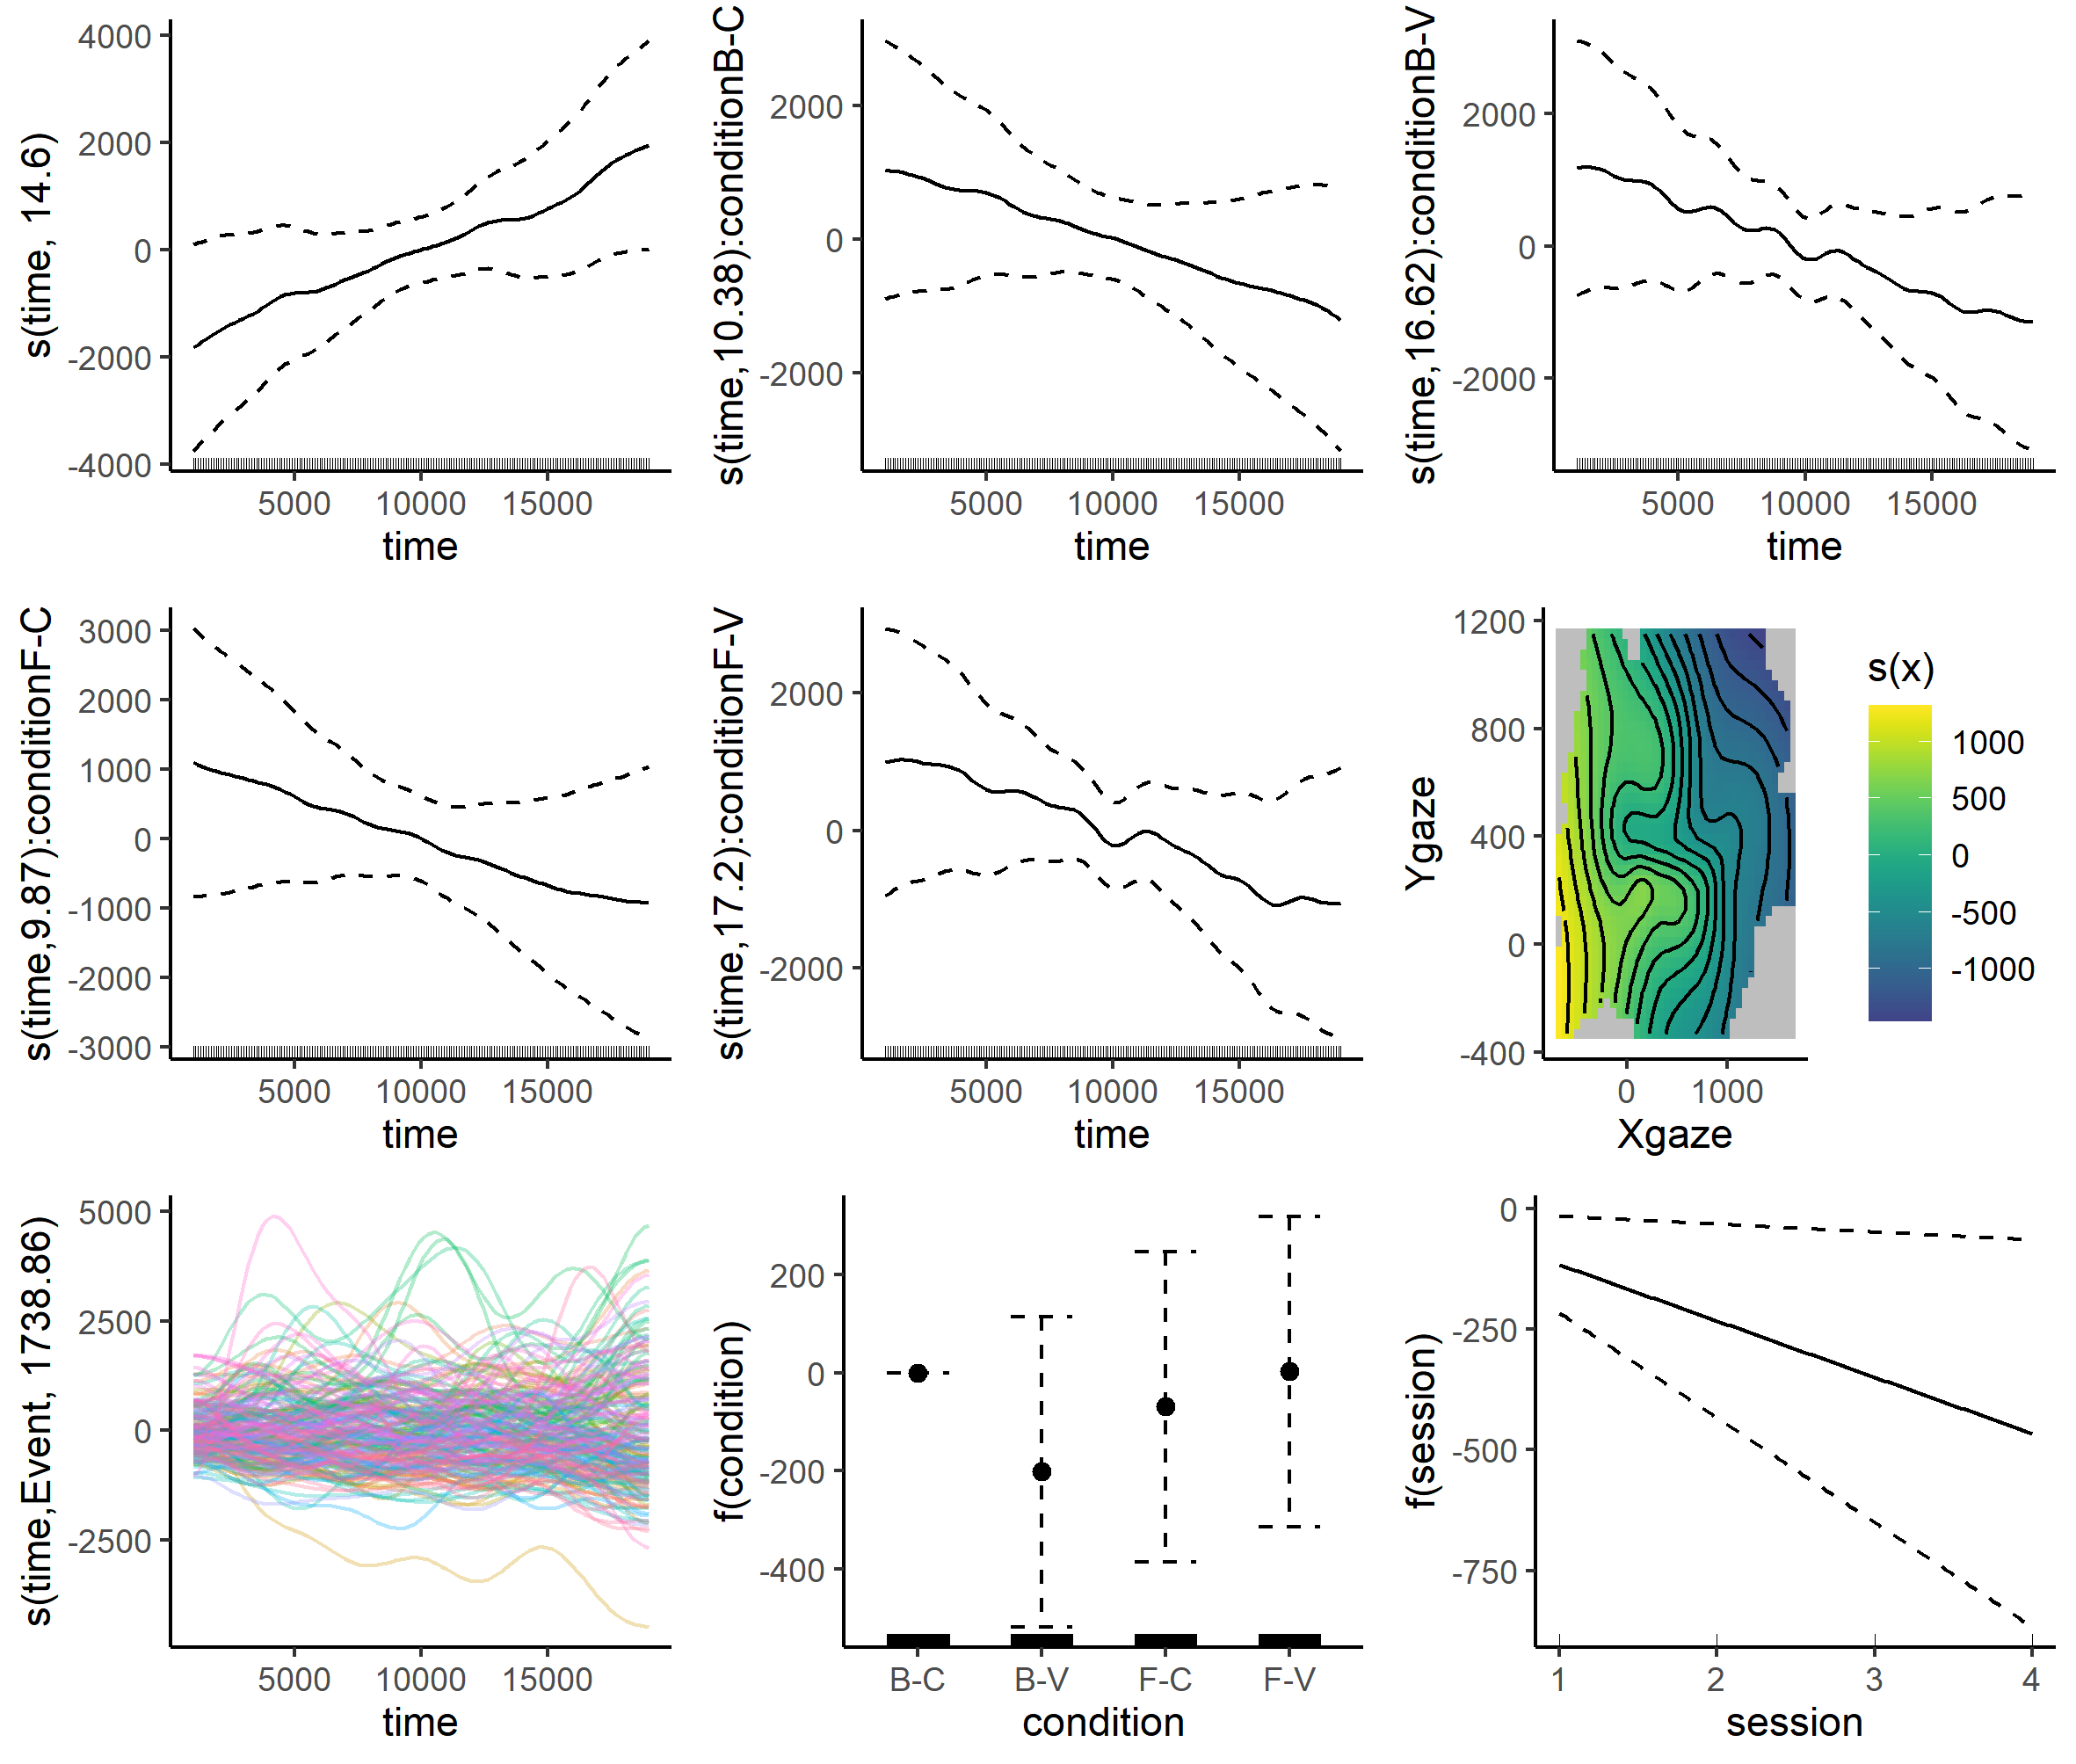 s(time, 14.6)
4000
2000
0
-2000
-4000
5000 10000 15000
time
s(time,10.38):conditionB-C
2000
0
-2000
5000 10000 15000
time
s(time,16.62):conditionB-V
2000
0
-2000
5000 10000 15000
time
s(time,9.87):conditionF-C
3000
2000
1000
0
-1000
-2000
-3000
5000 10000 15000
time
s(time,17.2):conditionF-V
2000
0
-2000
5000 10000 15000
time
Ygaze
1200
800
400
0
-400
0 1000
Xgaze
s(x)
1000
500
0
-500
-1000
s(time,Event, 1738.86)
5000
2500
0
-2500
5000 10000 15000
time
f(condition)
200
0
-200
-400
B-C B-V F-C F-V
condition
f(session)
0
-250
-500
-750
1 2 3 4
session